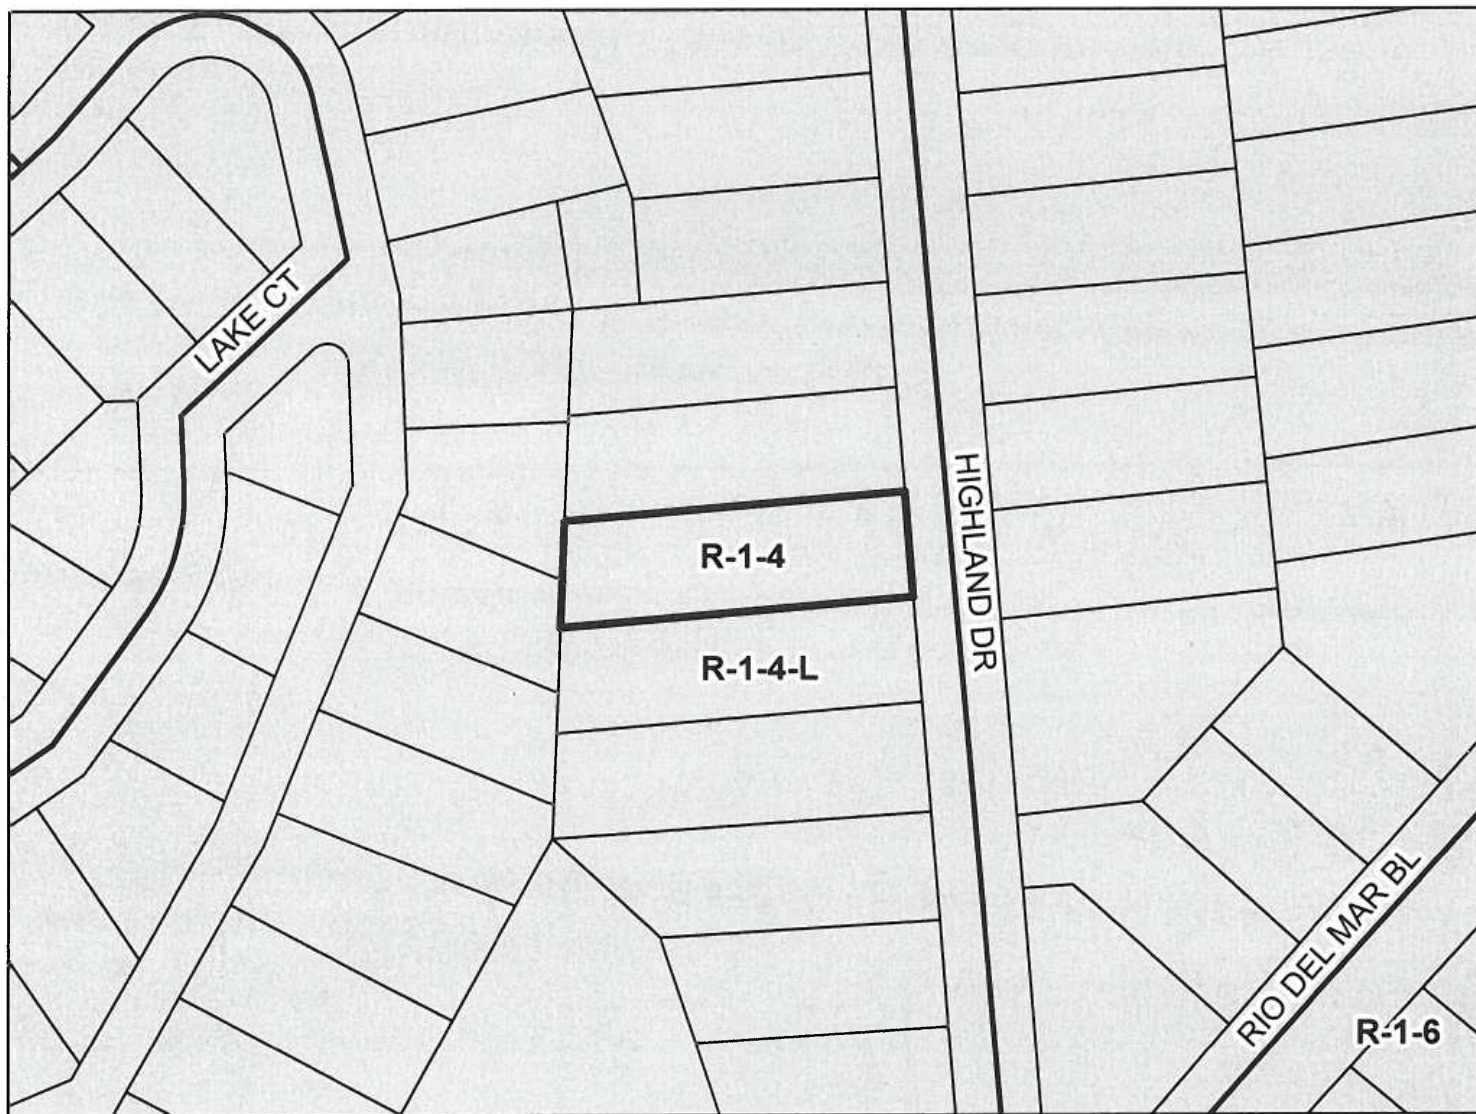 LAKE CT
HIGHLAND DR
R-1-4
R-1-4-L
RIO DEL MAR BL
R-1-6